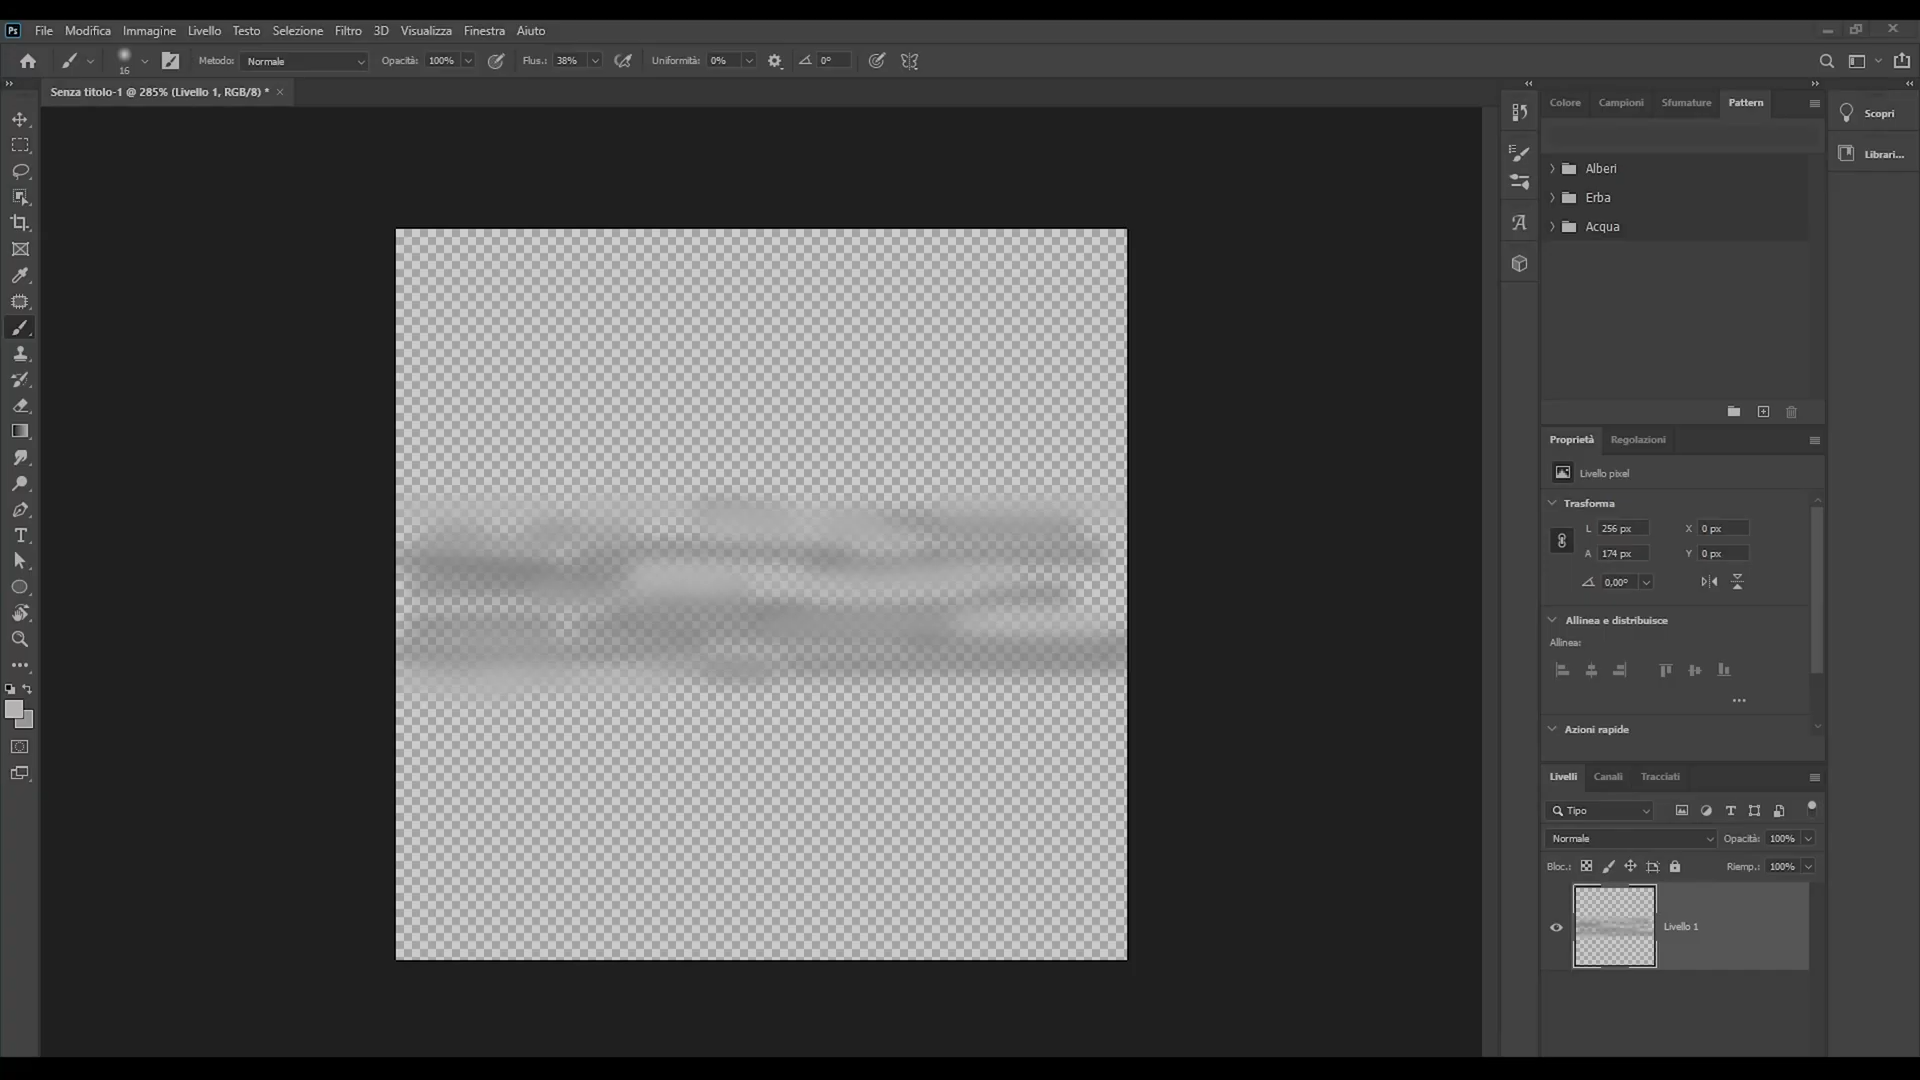 Ps File Modifica Immagine Livello Testo Selezione Filtro 3D Visualizza Finestra Aiuto
16 Metodo: Normale Opacità: 100% Flus.: 38% Uniformità: 0% 0°
Senza titolo-1 @ 285% (Livello 1, RGB/8) * ×
Colore Campioni Sfumature Pattern
Scopri
Librari...
Alberi
Erba
Acqua
Proprietà Regolazioni
Livello pixel
Trasforma
L 256 px X 0 px
A 174 px Y 0 px
0,00°
Allinea e distribuisce
Allinea:
Azioni rapide
Livelli Canali Tracciati
Tipo
Normale Opacità: 100%
Bloc.: Riemp.: 100%
Livello 1